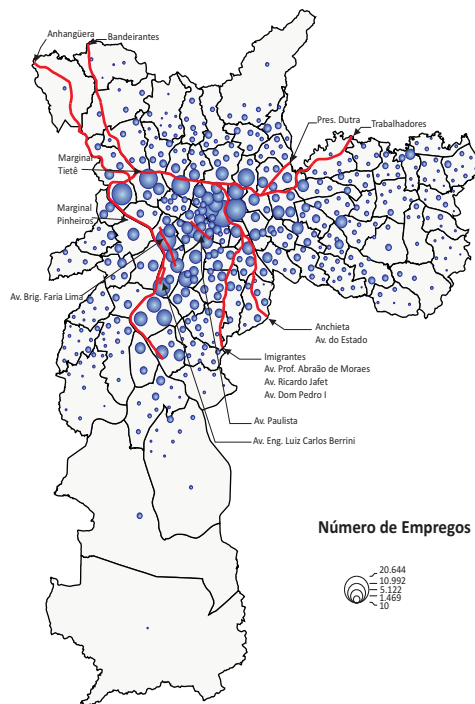 Anhangüera
Bandeirantes
Pres. Dutra
Trabalhadores
Marginal
Tietê
Marginal
Pinheiros
Av. Brig. Faria Lima
Anchieta
Av. do Estado
Imigrantes
Av. Prof. Abraão de Moraes
Av. Ricardo Jafet
Av. Dom Pedro I
Av. Paulista
Av. Eng. Luiz Carlos Berrini
Número de Empregos
20.644
10.992
5.122
1.469
10